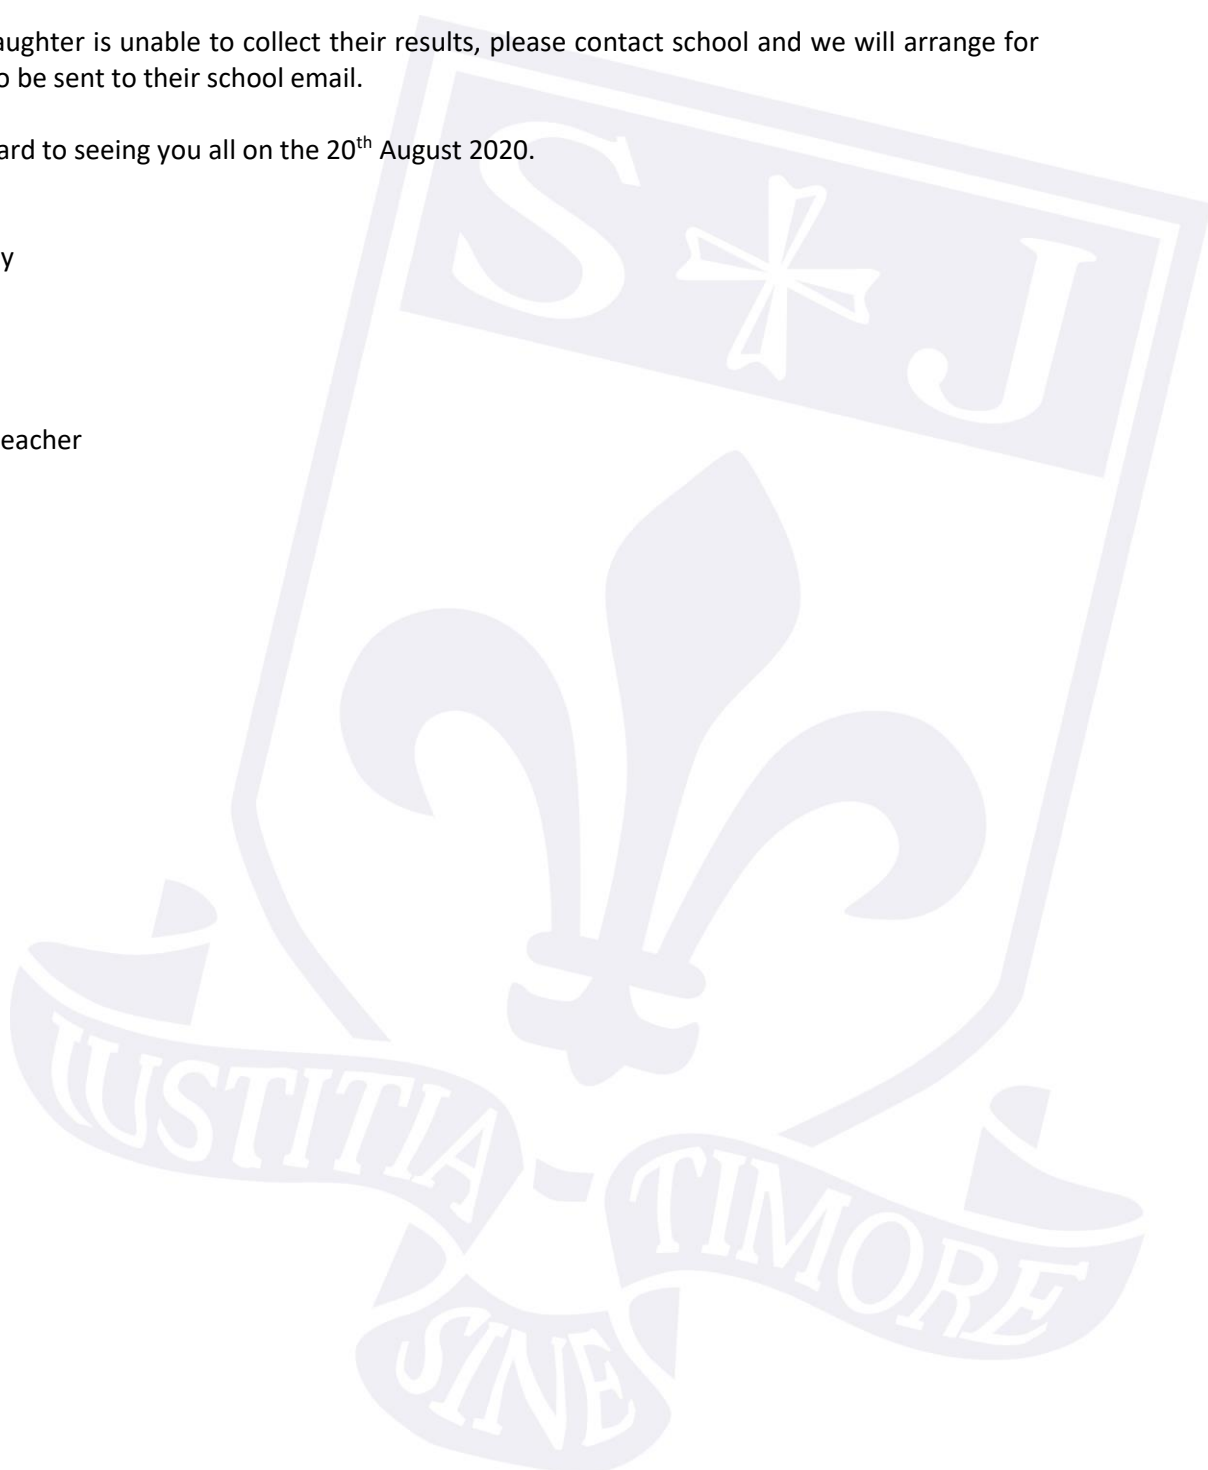 aughter is unable to collect their results, please contact school and we will arrange for
o be sent to their school email.
ard to seeing you all on the 20th August 2020.
y
eacher
S J
IUSTITIA
TIMORE
SINE